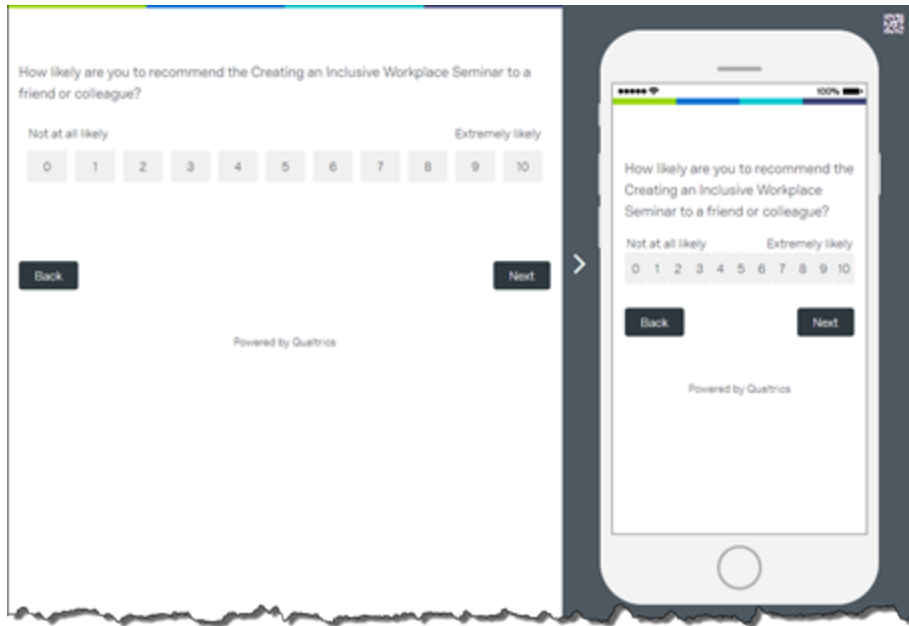 How likely are you to recommend the Creating an Inclusive Workplace Seminar to a
friend or colleague?
Not at all likely Extremely likely
0 1 2 3 4 5 6 7 8 9 10
Back Next
Powered by Qualtrics
100%
How likely are you to recommend the
Creating an Inclusive Workplace
Seminar to a friend or colleague?
Not at all likely Extremely likely
0 1 2 3 4 5 6 7 8 9 10
Back Next
Powered by Qualtrics